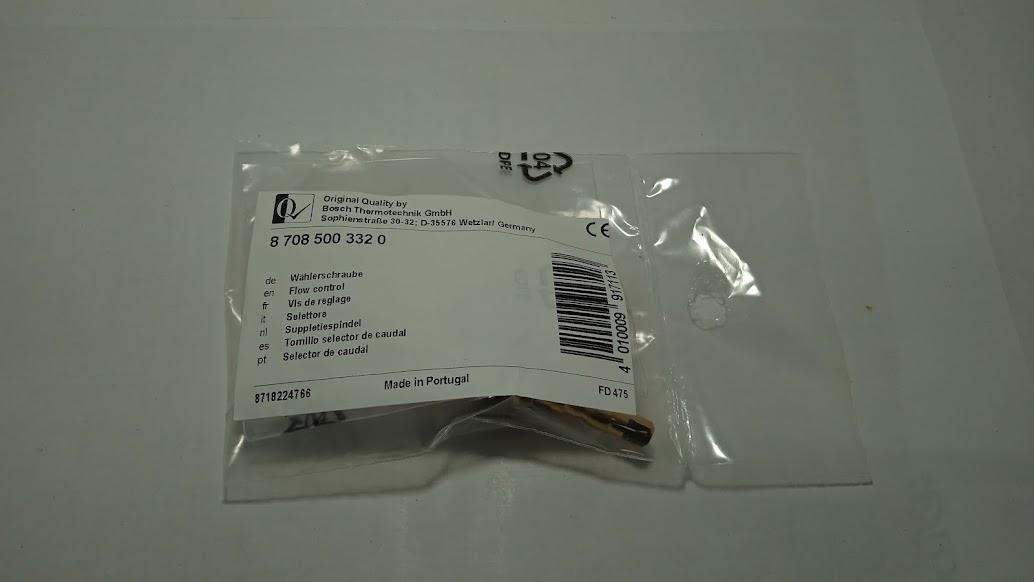 04
Original Quality by
Bosch Thermotechnik GmbH
Sophienstraße 30-32; D-35576 Wetzlar/ Germany
CE
8 708 500 332 0
de Wählerschraube
en Flow control
fr Vis de réglage
it Selettore
nl Suppletiespindel
es Tornillo selector de caudal
pt Selector de caudal
4 010009 917113
Made in Portugal
8718224766
FD 475